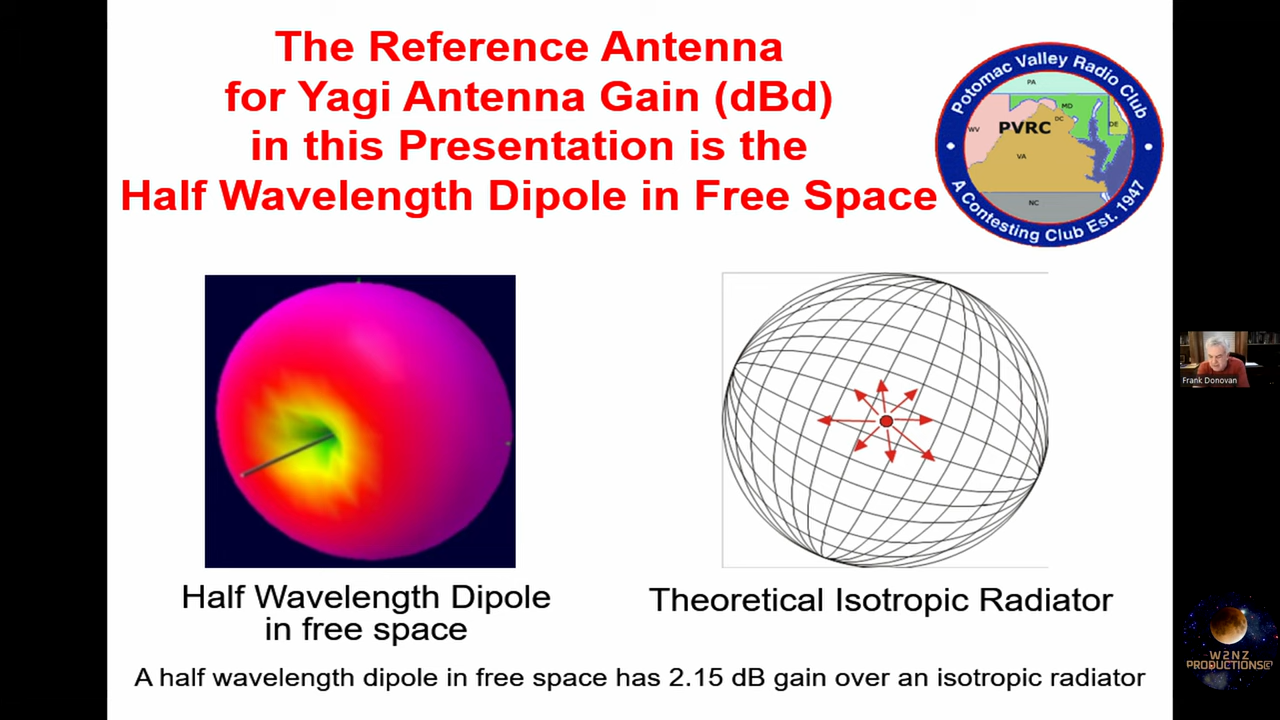 The Reference Antenna
for Yagi Antenna Gain (dBd)
in this Presentation is the
Half Wavelength Dipole in Free Space
Potomac Valley Radio Club
PA
MD
DC
DE
WV
PVRC
VA
NC
A Contesting Club Est. 1947
Frank Donovan
Half Wavelength Dipole
in free space
Theoretical Isotropic Radiator
A half wavelength dipole in free space has 2.15 dB gain over an isotropic radiator
W2NZ
PRODUCTIONS©